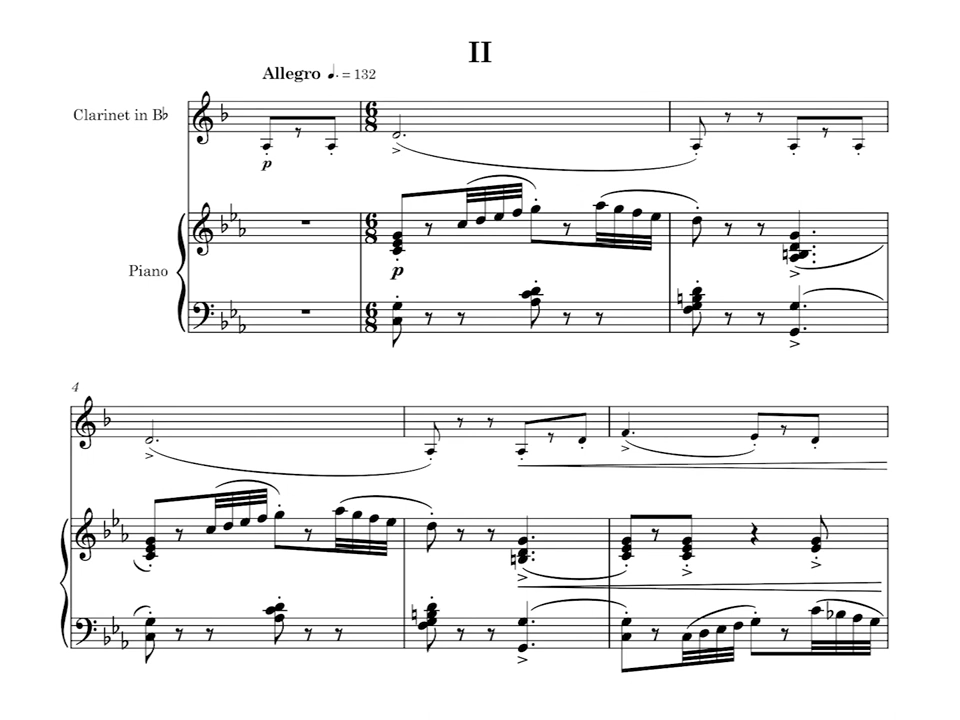 II
Allegro ♩. = 132
Clarinet in B♭
6
8
p
Piano
6
8
p
6
8
4